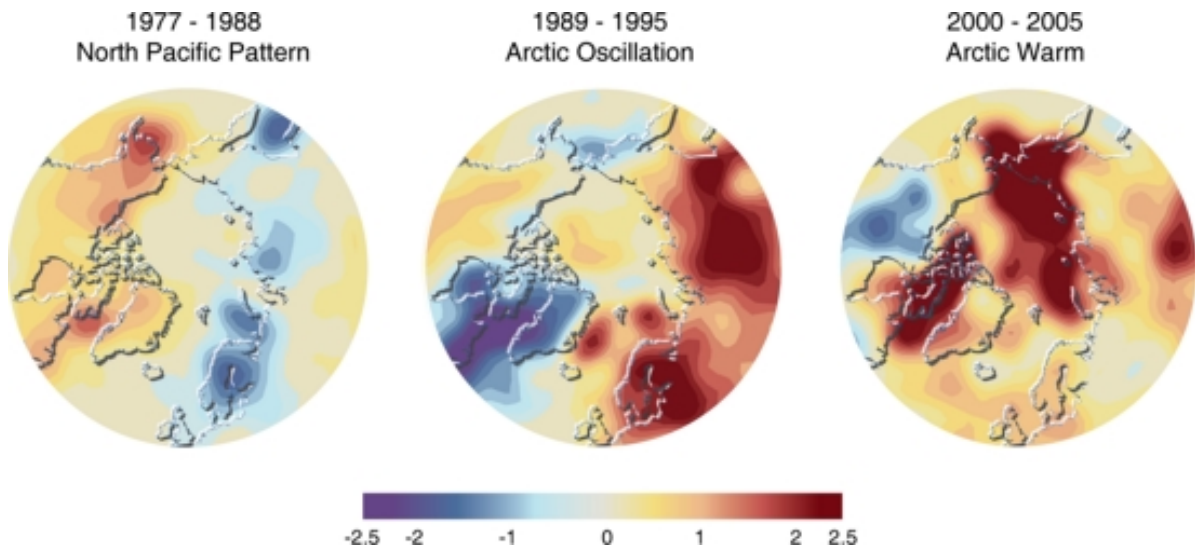 1977 - 1988
North Pacific Pattern
1989 - 1995
Arctic Oscillation
2000 - 2005
Arctic Warm
-2.5 -2 -1 0 1 2 2.5